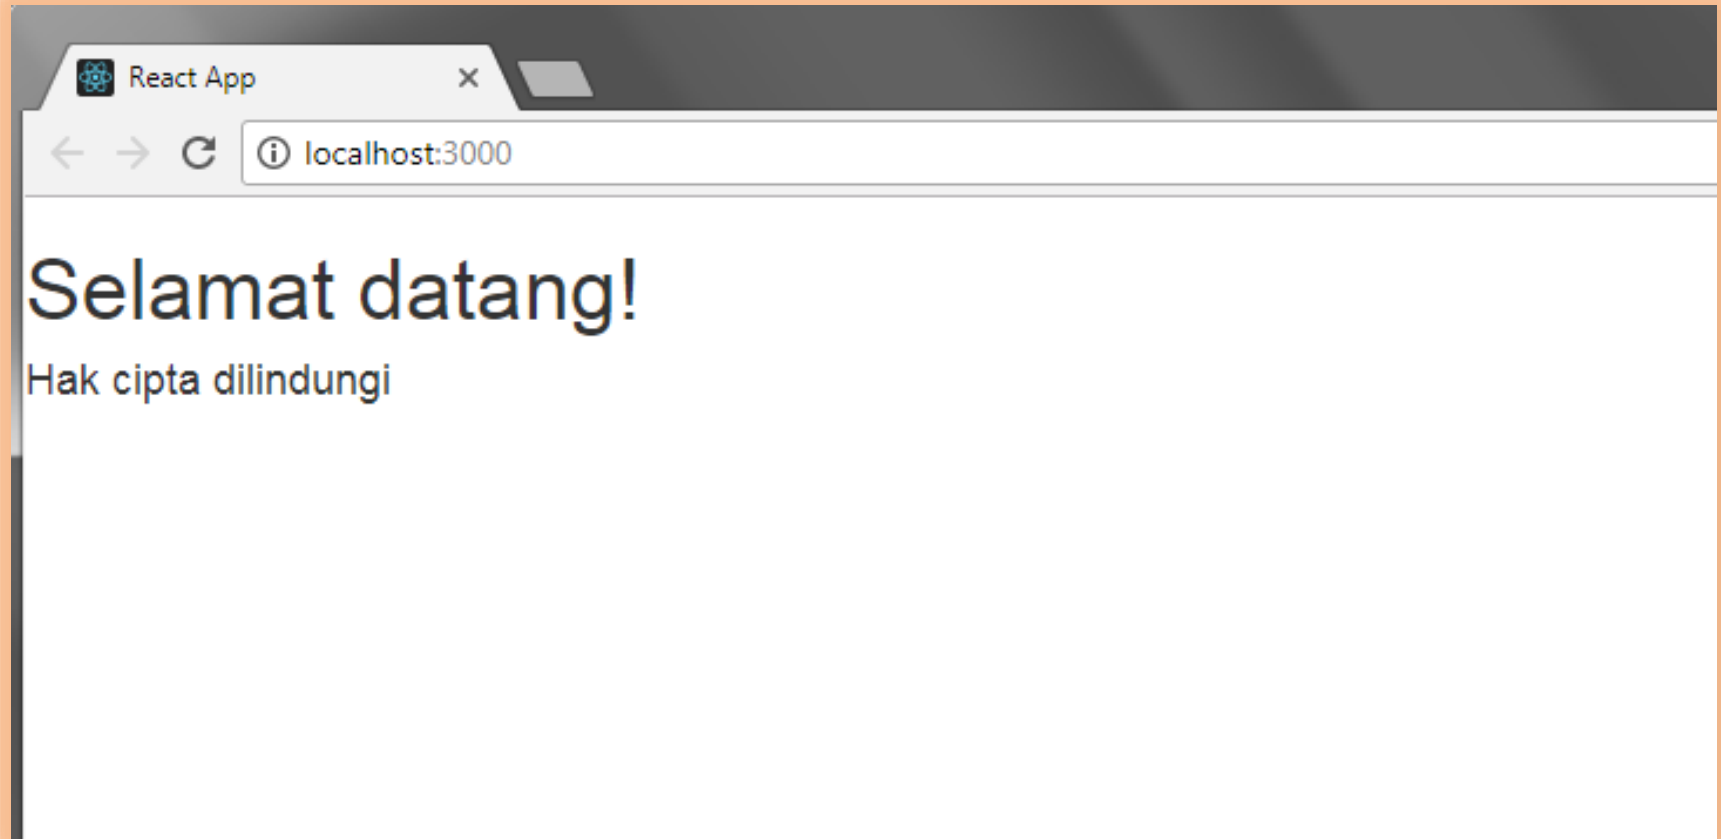 React App
localhost:3000
Selamat datang!
Hak cipta dilindungi